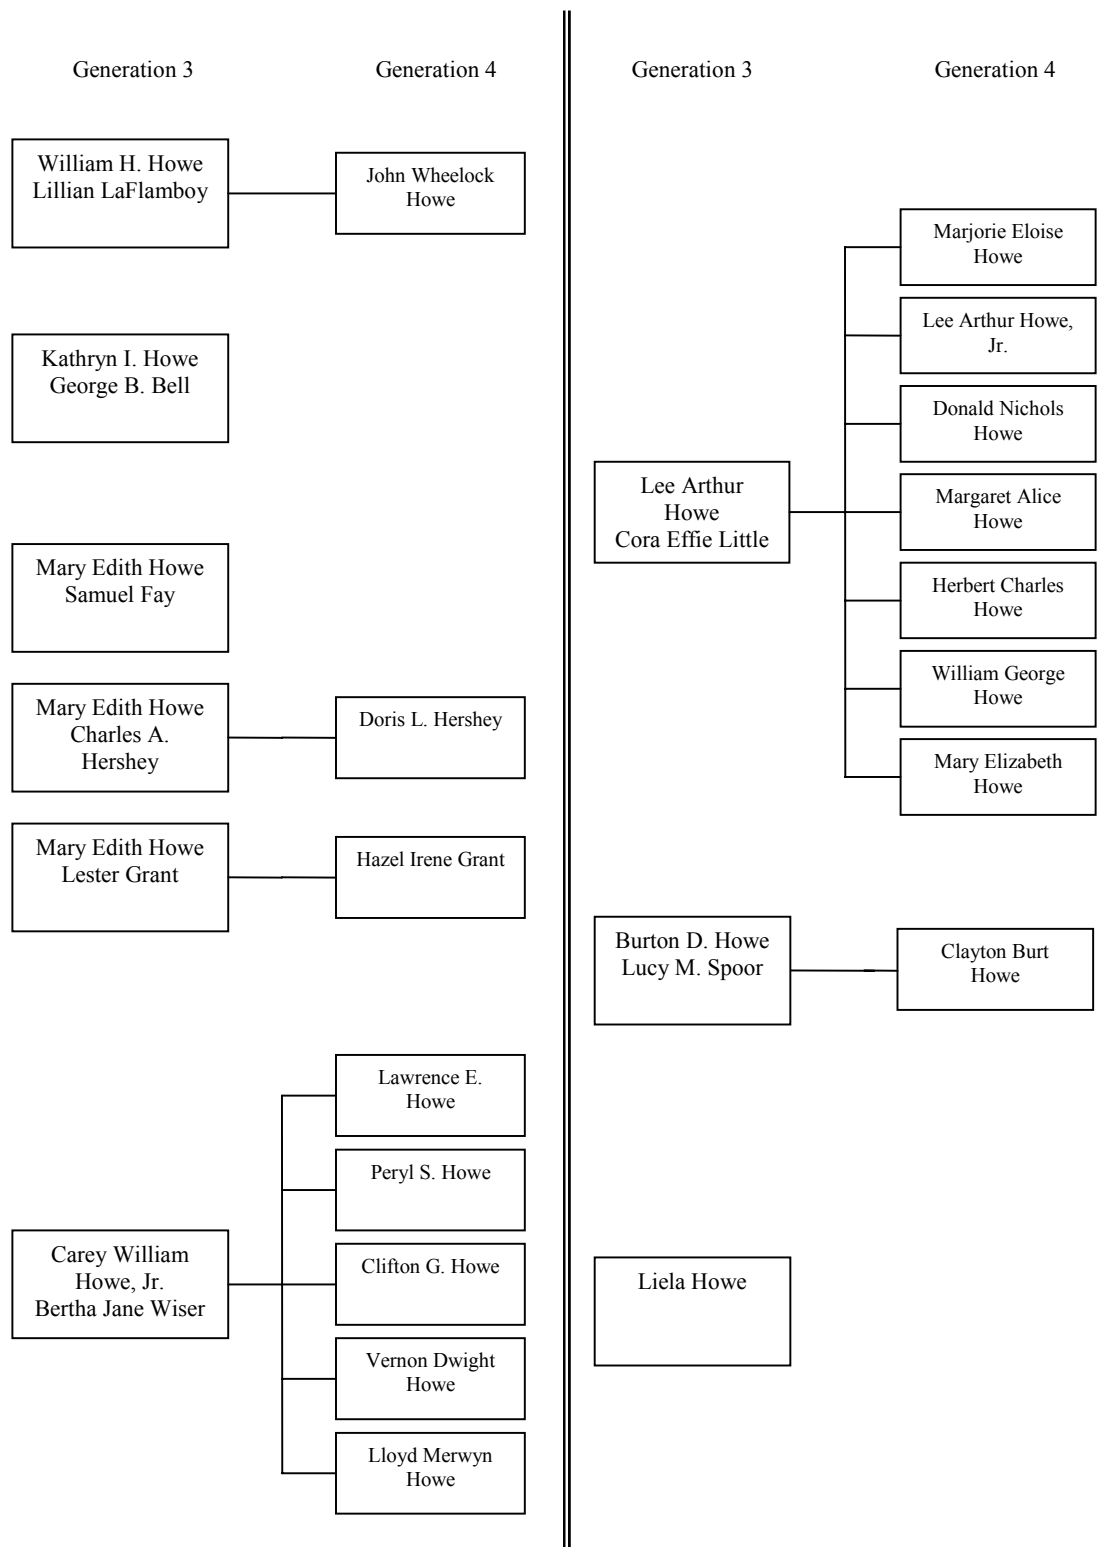 Generation 3
Generation 4
William H. Howe
Lillian LaFlamboy
John Wheelock
Howe
Kathryn I. Howe
George B. Bell
Mary Edith Howe
Samuel Fay
Mary Edith Howe
Charles A.
Hershey
Doris L. Hershey
Mary Edith Howe
Lester Grant
Hazel Irene Grant
Carey William
Howe, Jr.
Bertha Jane Wiser
Lawrence E.
Howe
Peryl S. Howe
Clifton G. Howe
Vernon Dwight
Howe
Lloyd Merwyn
Howe
Generation 3
Generation 4
Lee Arthur
Howe
Cora Effie Little
Marjorie Eloise
Howe
Lee Arthur Howe,
Jr.
Donald Nichols
Howe
Margaret Alice
Howe
Herbert Charles
Howe
William George
Howe
Mary Elizabeth
Howe
Burton D. Howe
Lucy M. Spoor
Clayton Burt
Howe
Liela Howe